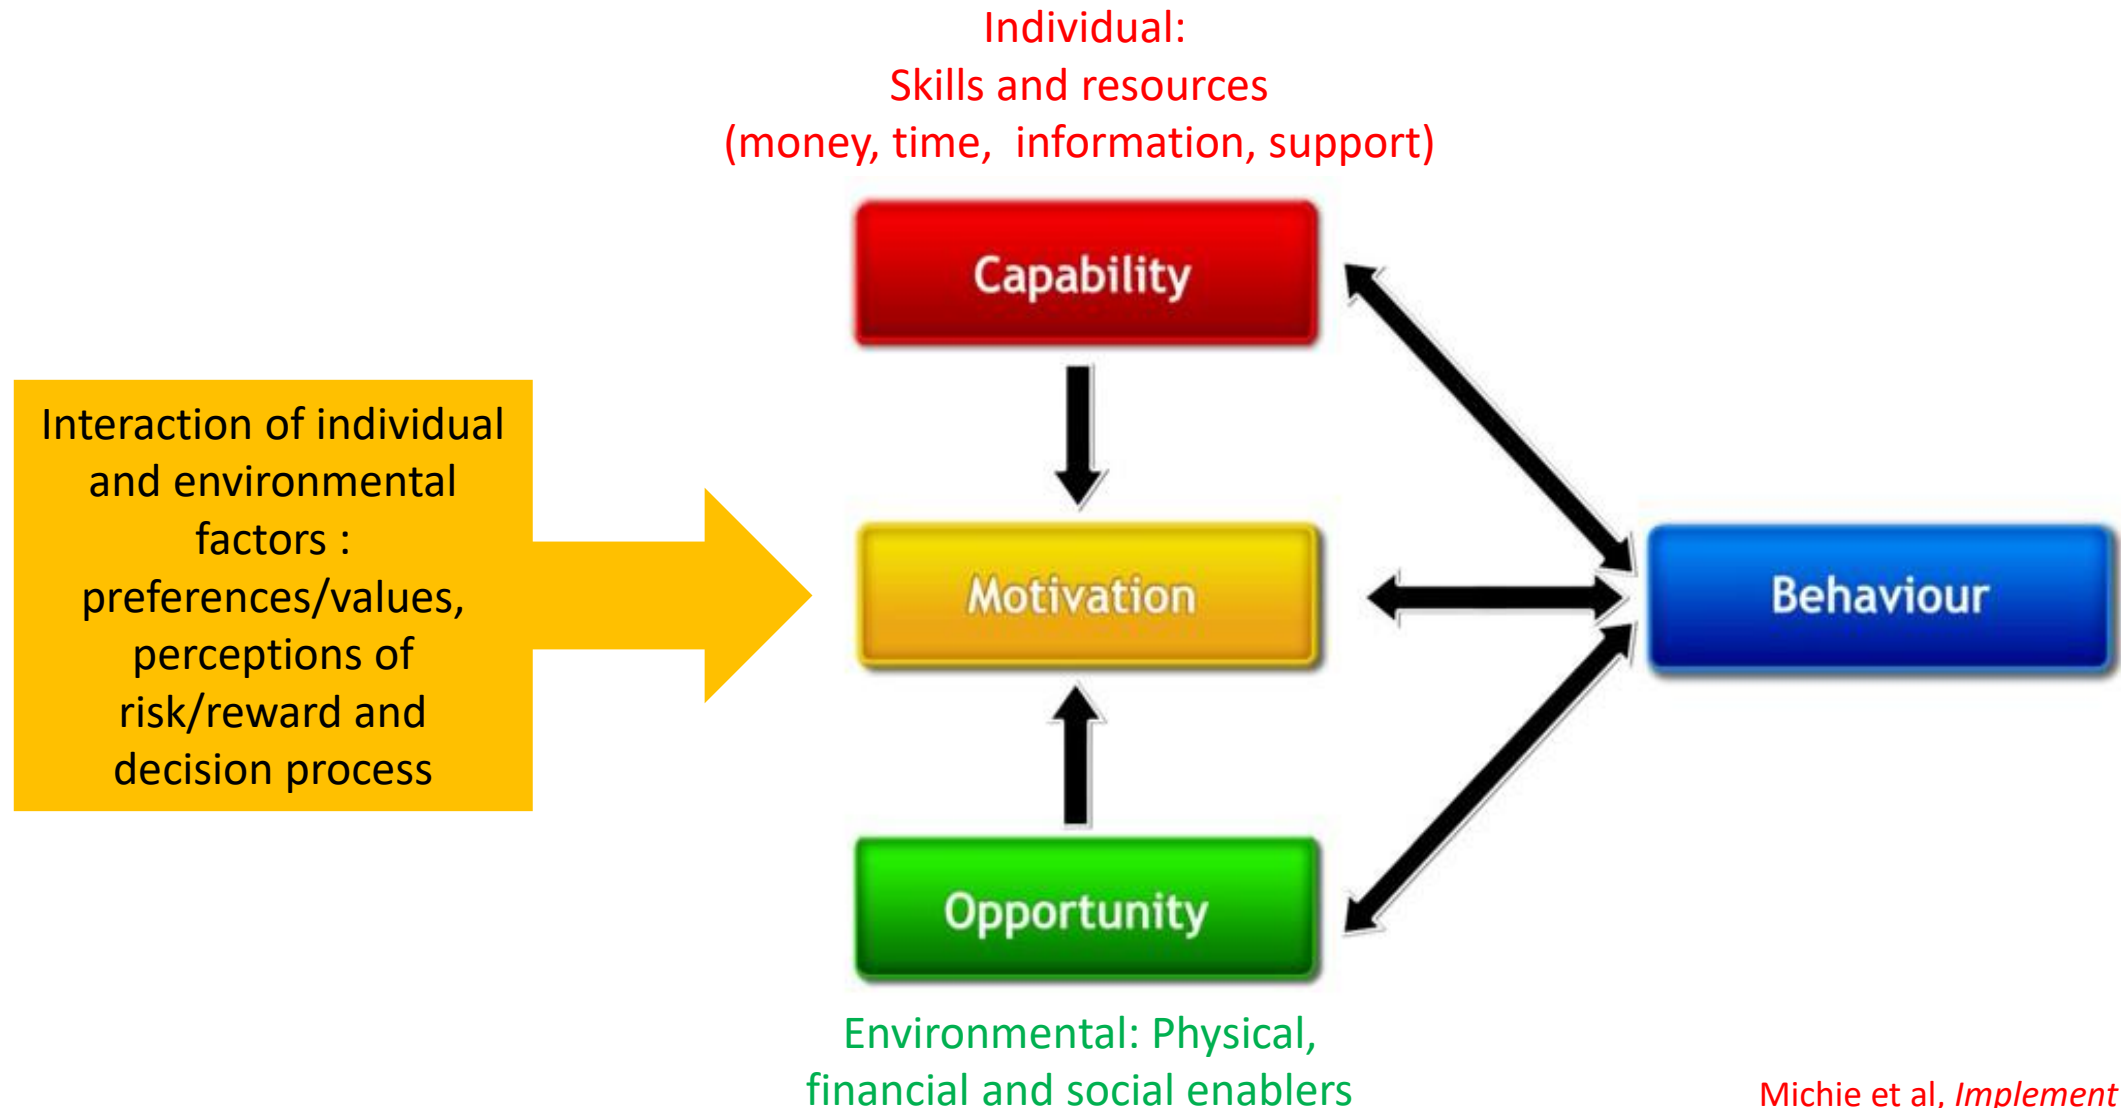 Individual:
Skills and resources
(money, time, information, support)
Capability
Interaction of individual
and environmental
factors :
preferences/values,
perceptions of
risk/reward and
decision process
Motivation
Behaviour
Opportunity
Environmental: Physical,
financial and social enablers
Michie et al, Implement